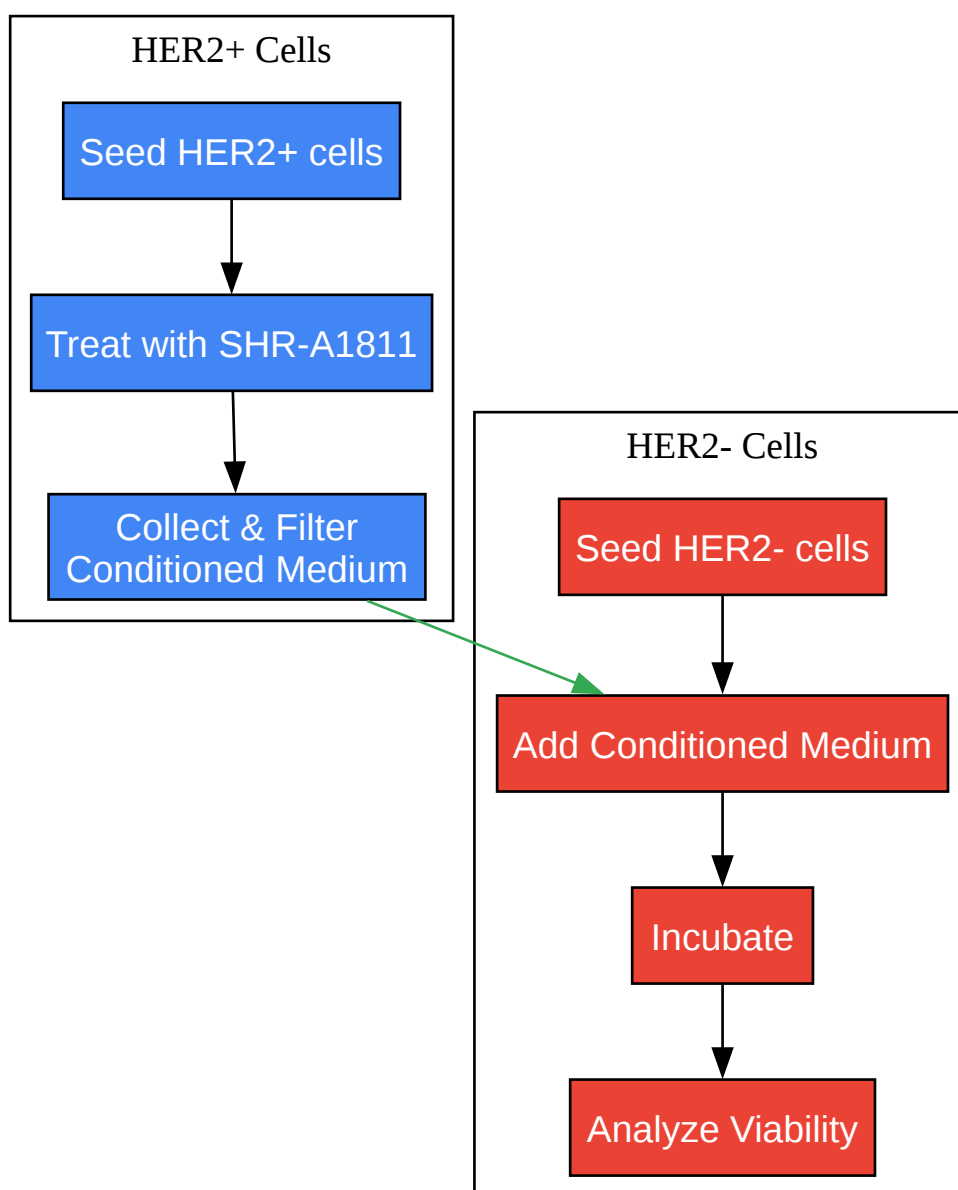 HER2+ Cells
Seed HER2+ cells
Treat with SHR-A1811
Collect & Filter
Conditioned Medium
HER2- Cells
Seed HER2- cells
Add Conditioned Medium
Incubate
Analyze Viability